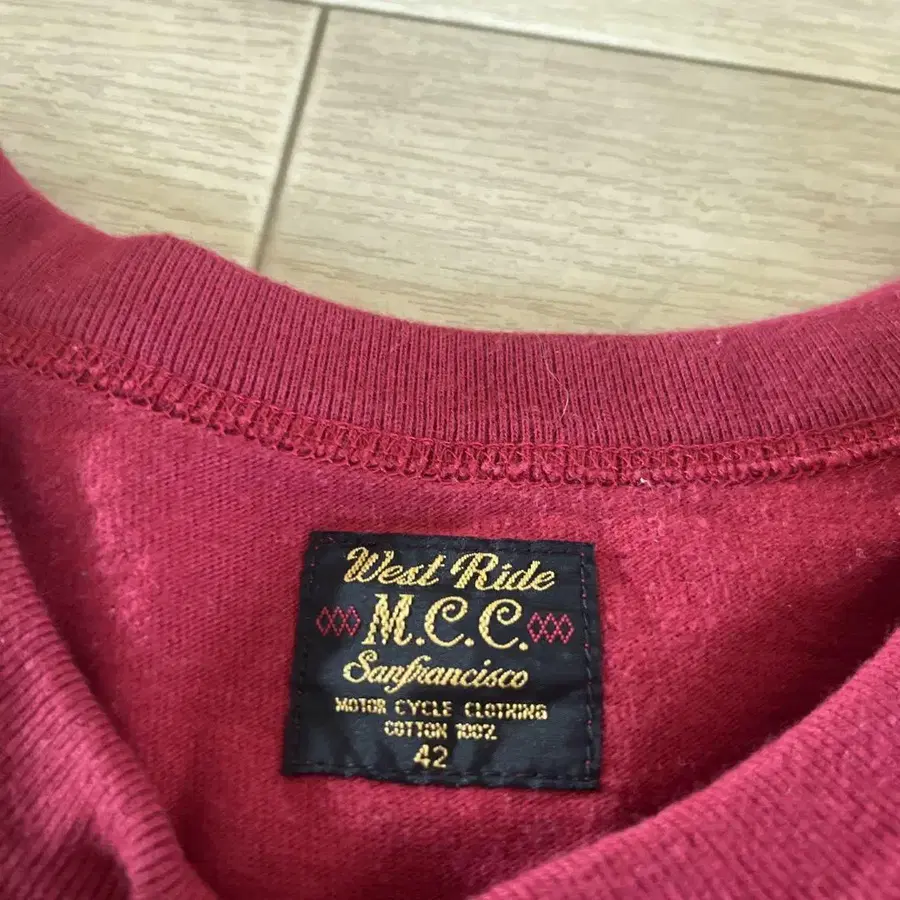 West Ride
M.C.C.
Sanfrancisco
MOTOR CYCLE CLOTHING
COTTON 100%
42